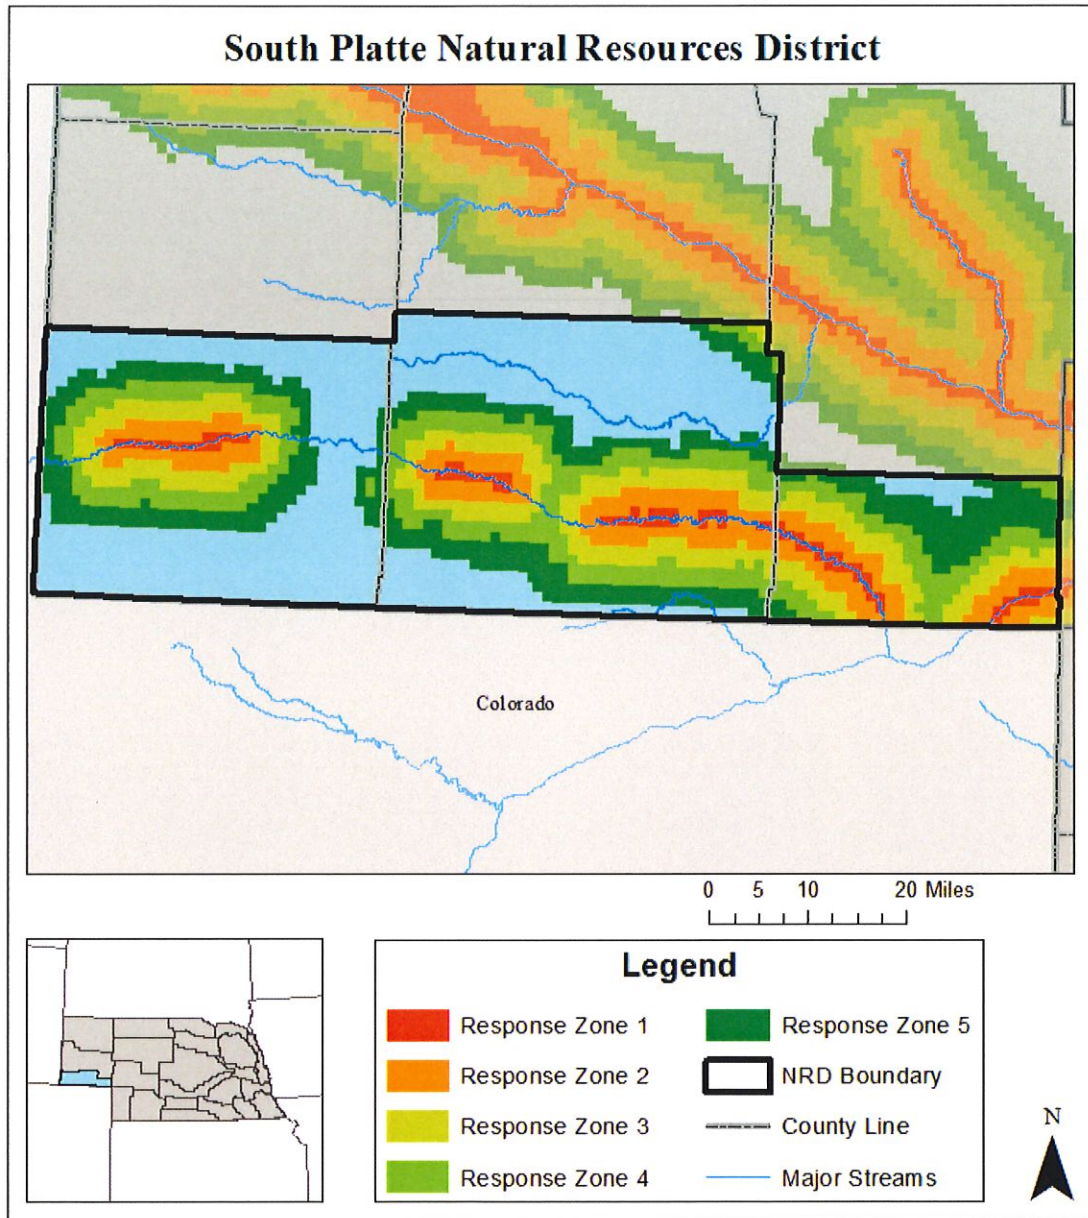 South Platte Natural Resources District
Colorado
0 5 10 20 Miles
Legend
Response Zone 1
Response Zone 2
Response Zone 3
Response Zone 4
Response Zone 5
NRD Boundary
County Line
Major Streams
N